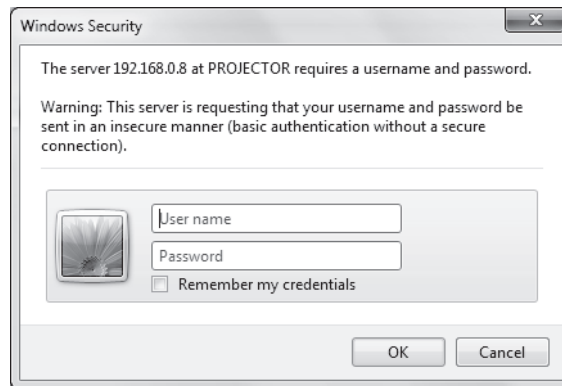 Windows Security
The server 192.168.0.8 at PROJECTOR requires a username and password.
Warning: This server is requesting that your username and password be
sent in an insecure manner (basic authentication without a secure
connection).
User name
Password
Remember my credentials
OK
Cancel